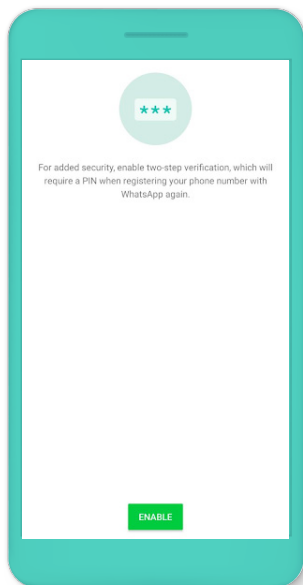 ***
For added security, enable two-step verification, which will
require a PIN when registering your phone number with
WhatsApp again.
ENABLE